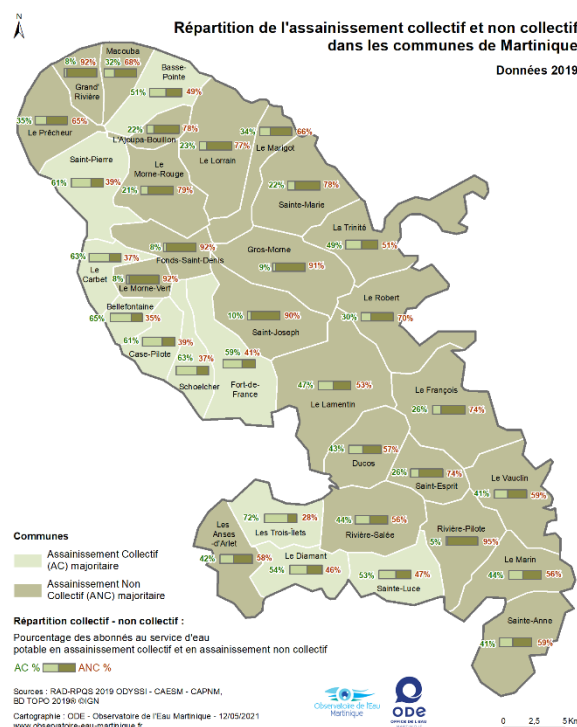 N
Répartition de l'assainissement collectif et non collectif
dans les communes de Martinique
Données 2019
8% 92%
Grand'
Rivière
Macouba
32% 68%
Basse-
Pointe
51% 49%
35% 65%
Le Prêcheur
22% 78%
L'Ajoupa-Bouillon
23% 77%
Le Lorrain
34% 66%
Le Marigot
Saint-Pierre
61% 39%
Le
Morne-Rouge
21% 79%
22% 78%
Sainte-Marie
La Trinité
49% 51%
8% 92%
Fonds-Saint-Denis
Gros-Morne
9% 91%
63% 37%
Le
Carbet
8% 92%
Le Morne-Vert
Bellefontaine
65% 35%
10% 90%
Saint-Joseph
Le Robert
30% 70%
61% 39%
Case-Pilote
63% 37%
Schoelcher
59% 41%
Fort-de-
France
47% 53%
Le Lamentin
Le François
26% 74%
43% 57%
Ducos
26% 74%
Saint-Esprit
Le Vauclin
41% 59%
72% 28%
Les Trois-Îlets
44% 56%
Rivière-Salée
Rivière-Pilote
5% 95%
Les
Anses
-d'Arlet
42% 58%
Le Diamant
54% 46%
53% 47%
Sainte-Luce
Le Marin
44% 56%
Sainte-Anne
41% 59%
Communes
Assainissement Collectif
(AC) majoritaire
Assainissement Non
Collectif (ANC) majoritaire
Répartition collectif - non collectif :
Pourcentage des abonnés au service d'eau
potable en assainissement collectif et en assainissement non collectif
AC % ANC %
Sources : RAD-RPQS 2019 ODYSSI - CAESM - CAPNM,
BD TOPO 2019® ©IGN
Cartographie : ODE - Observatoire de l'Eau Martinique - 12/05/2021
www.observatoire-eau-martinique.fr
Observatoire de l'Eau
Martinique
ODE
0 2,5 5 Km